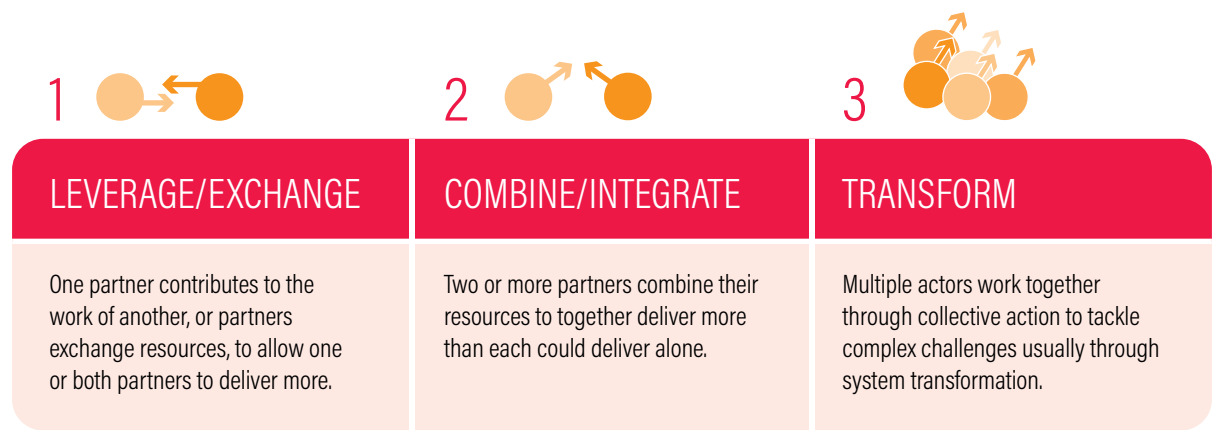 1
LEVERAGE/EXCHANGE
One partner contributes to the
work of another, or partners
exchange resources, to allow one
or both partners to deliver more.
2
COMBINE/INTEGRATE
Two or more partners combine their
resources to together deliver more
than each could deliver alone.
3
TRANSFORM
Multiple actors work together
through collective action to tackle
complex challenges usually through
system transformation.